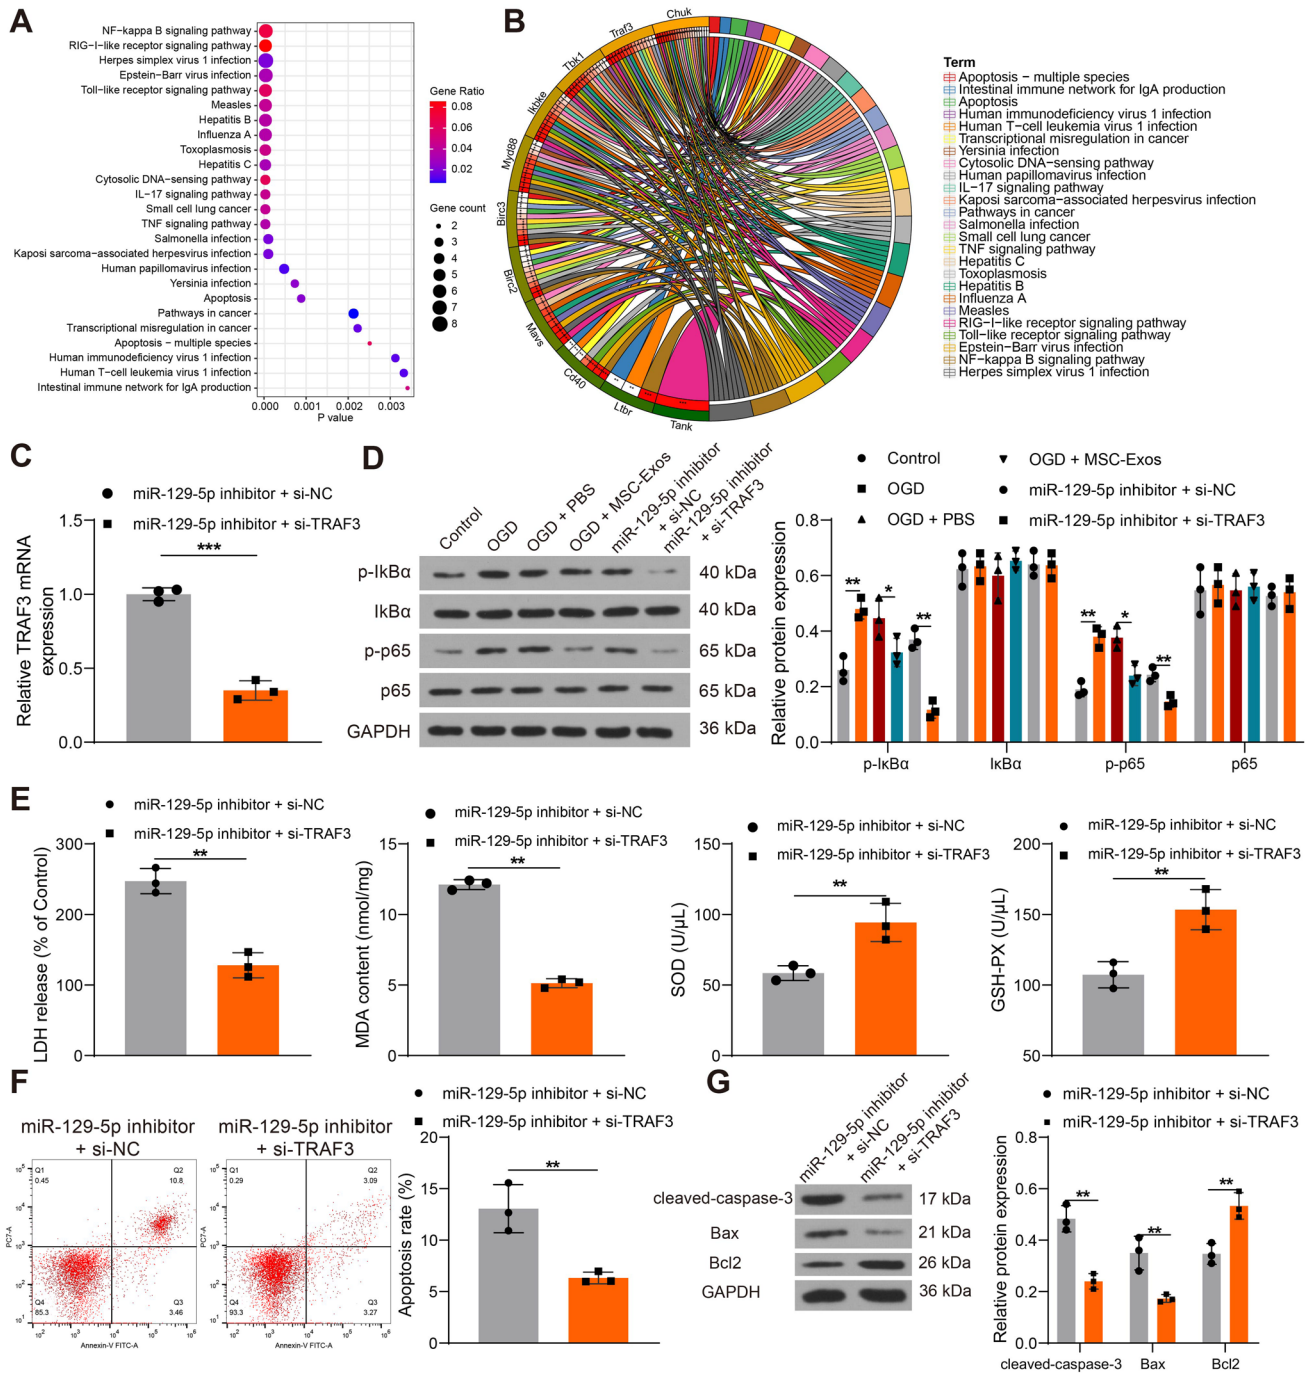 A
NF−kappa B signaling pathway
RIG−I−like receptor signaling pathway
Herpes simplex virus 1 infection
Epstein−Barr virus infection
Toll−like receptor signaling pathway
Measles
Hepatitis B
Influenza A
Toxoplasmosis
Hepatitis C
Cytosolic DNA−sensing pathway
IL−17 signaling pathway
Small cell lung cancer
TNF signaling pathway
Salmonella infection
Kaposi sarcoma−associated herpesvirus infection
Human papillomavirus infection
Yersinia infection
Apoptosis
Pathways in cancer
Transcriptional misregulation in cancer
Apoptosis − multiple species
Human immunodeficiency virus 1 infection
Human T−cell leukemia virus 1 infection
Intestinal immune network for IgA production
0.000 0.001 0.002 0.003
P value
Gene Ratio
0.08
0.06
0.04
0.02
Gene count
2
3
4
5
6
7
8
B
Chuk
Traf3
Tbk1
Ikbke
Myd88
Birc3
Birc2
Mavs
Cd40
Ltbr
Tank
Term
Apoptosis − multiple species
Intestinal immune network for IgA production
Apoptosis
Human immunodeficiency virus 1 infection
Human T−cell leukemia virus 1 infection
Transcriptional misregulation in cancer
Yersinia infection
Cytosolic DNA−sensing pathway
Human papillomavirus infection
IL−17 signaling pathway
Kaposi sarcoma−associated herpesvirus infection
Pathways in cancer
Salmonella infection
Small cell lung cancer
TNF signaling pathway
Hepatitis C
Toxoplasmosis
Hepatitis B
Influenza A
Measles
RIG−I−like receptor signaling pathway
Toll−like receptor signaling pathway
Epstein−Barr virus infection
NF−kappa B signaling pathway
Herpes simplex virus 1 infection
C
miR-129-5p inhibitor + si-NC
miR-129-5p inhibitor + si-TRAF3
Relative TRAF3 mRNA
expression
1.5
1.0
0.5
0.0
***
D
Control
OGD
OGD + PBS
OGD + MSC-Exos
miR-129-5p inhibitor
+ si-NC
miR-129-5p inhibitor
+ si-TRAF3
p-IkBα 40 kDa
IkBα 40 kDa
p-p65 65 kDa
p65 65 kDa
GAPDH 36 kDa
Control
OGD
OGD + PBS
OGD + MSC-Exos
miR-129-5p inhibitor + si-NC
miR-129-5p inhibitor + si-TRAF3
Relative protein expression
0.8
0.6
0.4
0.2
0.0
** * **
** * **
p-IκBα IκBα p-p65 p65
E
miR-129-5p inhibitor + si-NC
miR-129-5p inhibitor + si-TRAF3
LDH release (% of Control)
300
200
100
0
**
miR-129-5p inhibitor + si-NC
miR-129-5p inhibitor + si-TRAF3
MDA content (nmol/mg)
15
10
5
0
**
miR-129-5p inhibitor + si-NC
miR-129-5p inhibitor + si-TRAF3
SOD (U/μL)
150
100
50
0
**
miR-129-5p inhibitor + si-NC
miR-129-5p inhibitor + si-TRAF3
GSH-PX (U/μL)
200
150
100
50
**
F
miR-129-5p inhibitor
+ si-NC
Q1
0.45
Q2
10.8
Q4
85.3
Q3
3.46
PC7-A
Annexin-V FITC-A
miR-129-5p inhibitor
+ si-TRAF3
Q1
0.29
Q2
3.09
Q4
93.3
Q3
3.27
PC7-A
Annexin-V FITC-A
miR-129-5p inhibitor + si-NC
miR-129-5p inhibitor + si-TRAF3
Apoptosis rate (%)
20
15
10
5
0
**
G
miR-129-5p inhibitor
+ si-NC
miR-129-5p inhibitor
+ si-TRAF3
cleaved-caspase-3 17 kDa
Bax 21 kDa
Bcl2 26 kDa
GAPDH 36 kDa
miR-129-5p inhibitor + si-NC
miR-129-5p inhibitor + si-TRAF3
Relative protein expression
0.8
0.6
0.4
0.2
0.0
** ** **
cleaved-caspase-3 Bax Bcl2